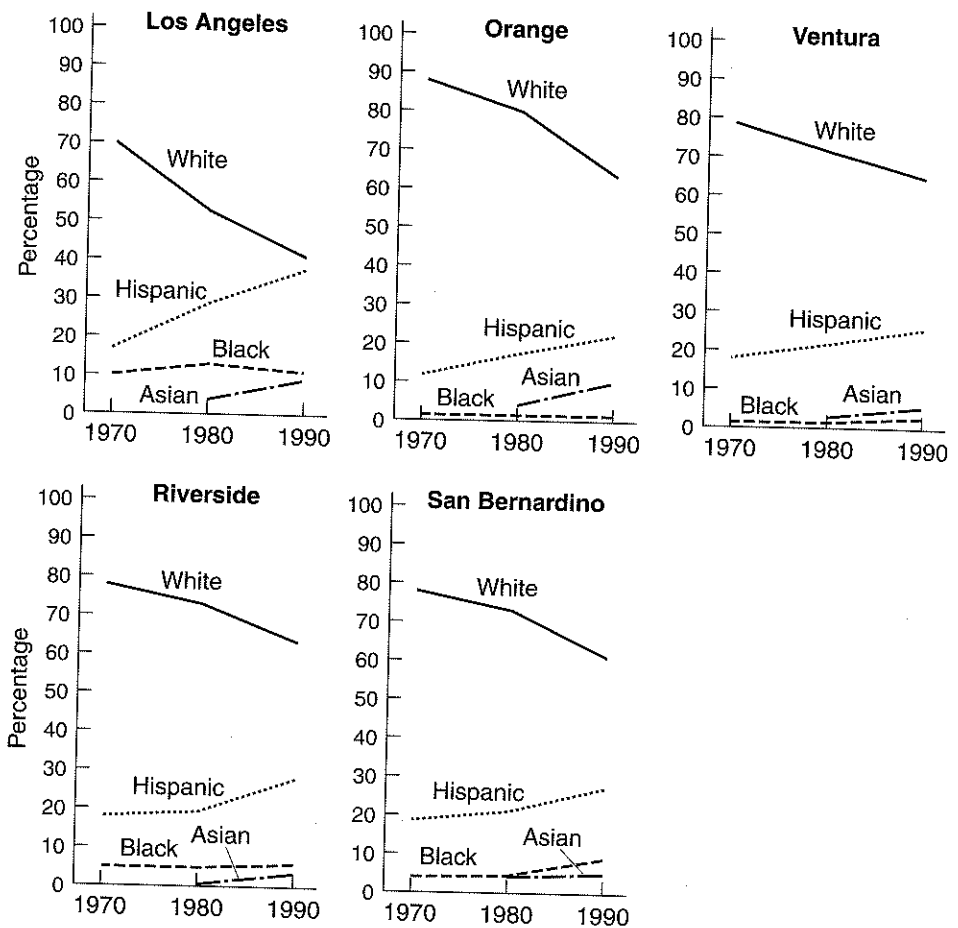 Los Angeles
Percentage
100
90
80
70
60
50
40
30
20
10
0
White
Hispanic
Black
Asian
1970 1980 1990
Orange
100
90
80
70
60
50
40
30
20
10
0
White
Hispanic
Asian
Black
1970 1980 1990
Ventura
100
90
80
70
60
50
40
30
20
10
0
White
Hispanic
Asian
Black
1970 1980 1990
Riverside
Percentage
100
90
80
70
60
50
40
30
20
10
0
White
Hispanic
Asian
Black
1970 1980 1990
San Bernardino
100
90
80
70
60
50
40
30
20
10
0
White
Hispanic
Asian
Black
1970 1980 1990